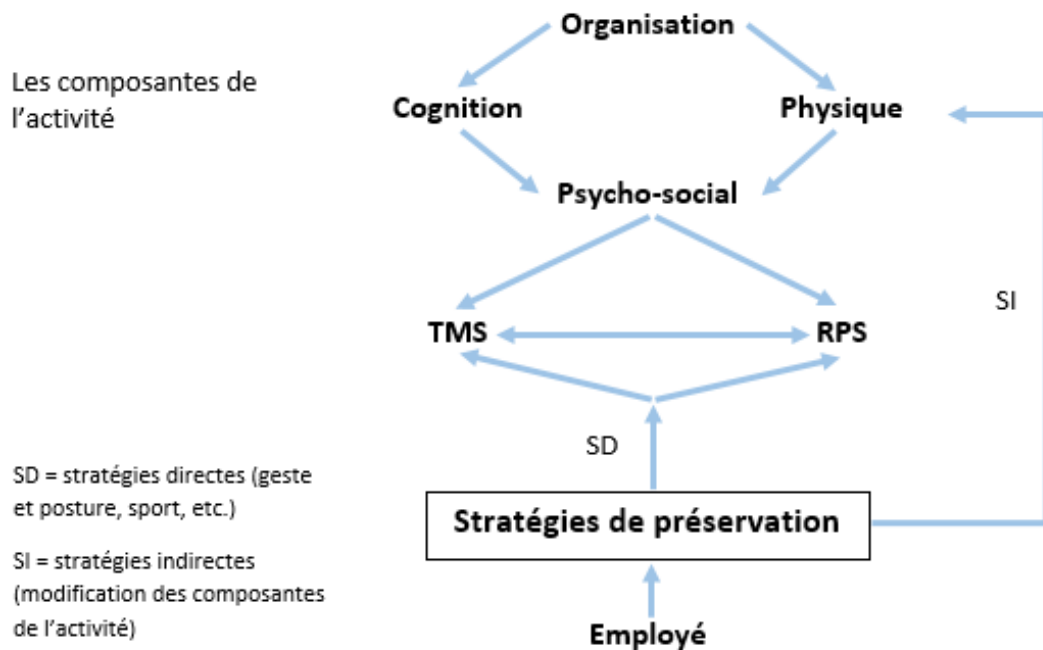 Organisation
Les composantes de
l’activité
Cognition
Physique
Psycho-social
SI
TMS
RPS
SD
SD = stratégies directes (geste
et posture, sport, etc.)
Stratégies de préservation
SI = stratégies indirectes
(modification des composantes
de l’activité)
Employé